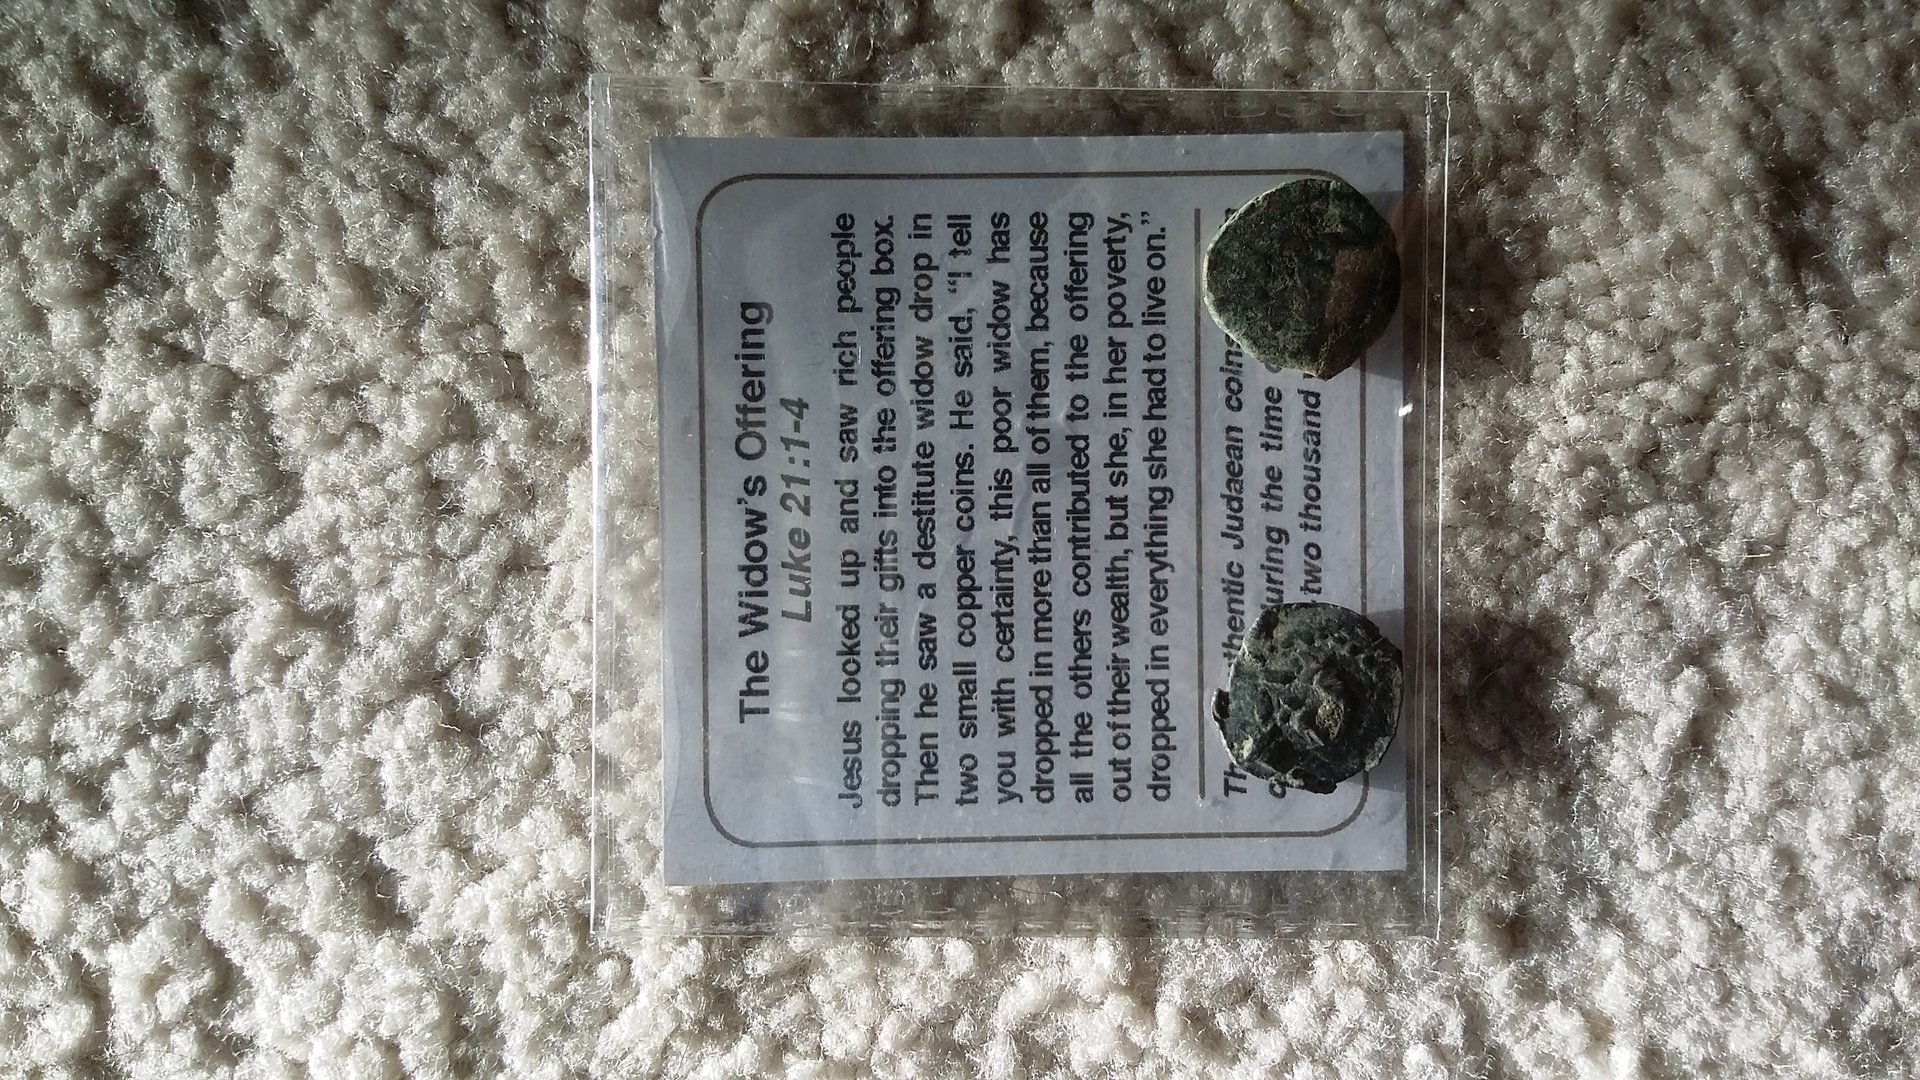 The Widow's Offering
Luke 21:1-4
Jesus looked up and saw rich people
dropping their gifts into the offering box.
Then he saw a destitute widow drop in
two small copper coins. He said, “I tell
you with certainty, this poor widow has
dropped in more than all of them, because
all the others contributed to the offering
out of their wealth, but she, in her poverty,
dropped in everything she had to live on.”
Judaean coins
the time
two thousand